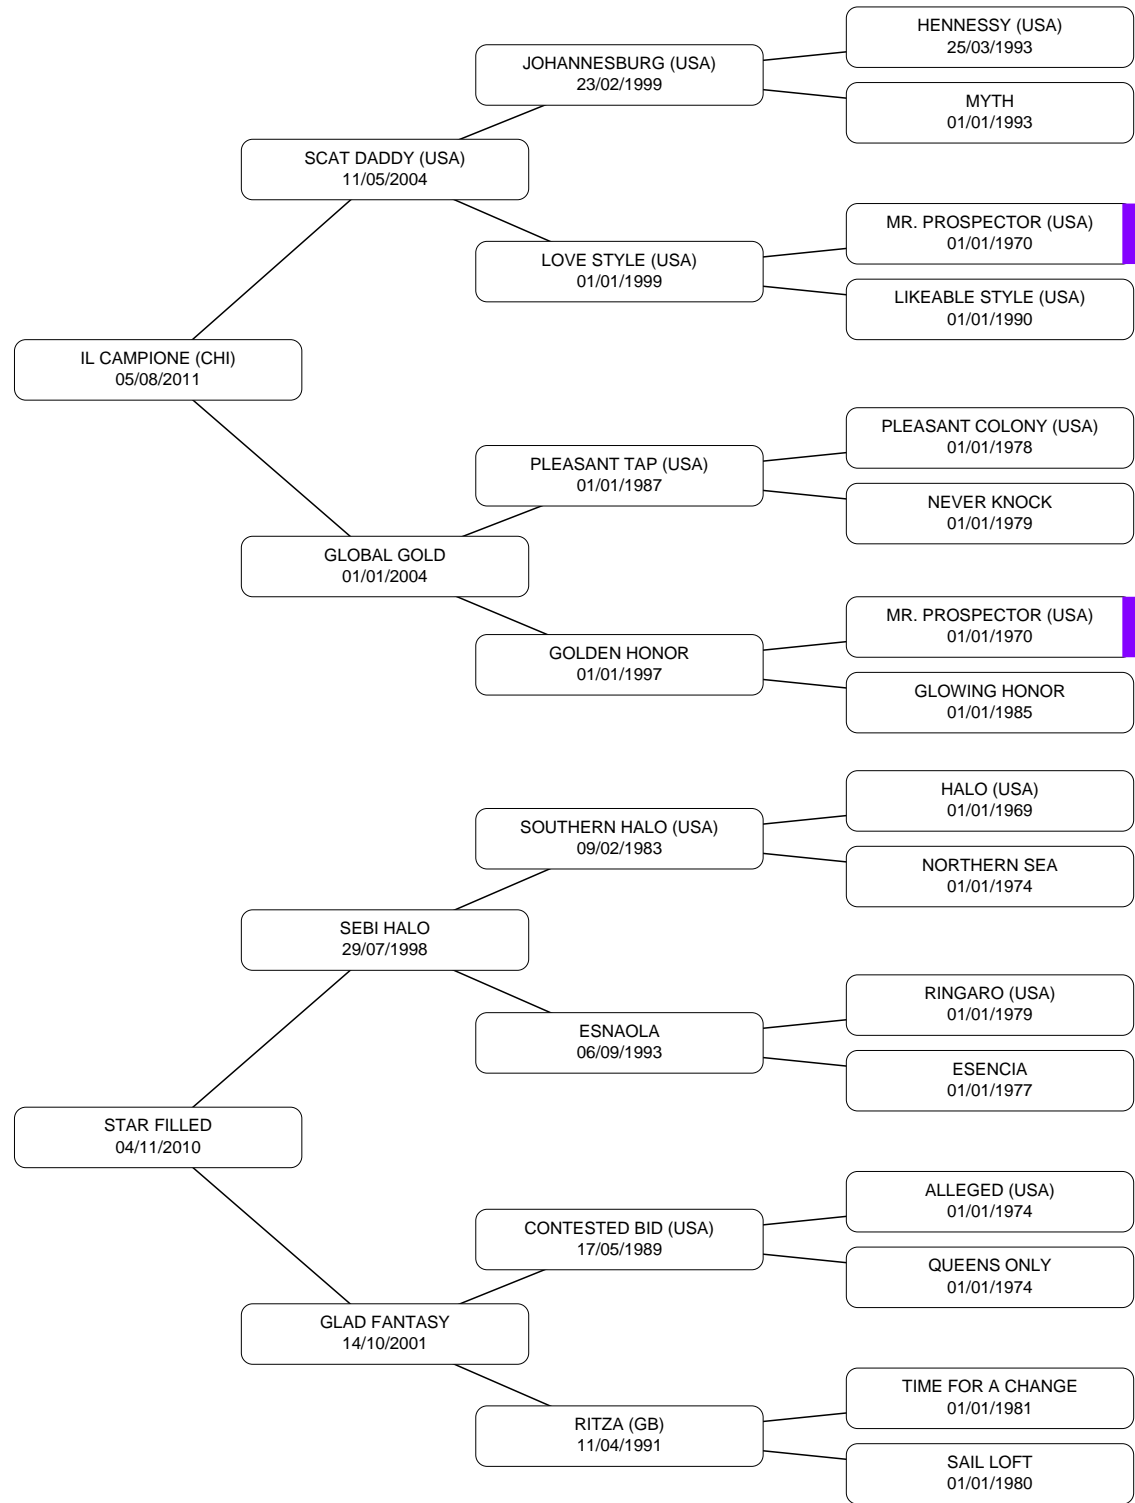 HENNESSY (USA)
25/03/1993
JOHANNESBURG (USA)
23/02/1999
MYTH
01/01/1993
SCAT DADDY (USA)
11/05/2004
MR. PROSPECTOR (USA)
01/01/1970
LOVE STYLE (USA)
01/01/1999
LIKEABLE STYLE (USA)
01/01/1990
IL CAMPIONE (CHI)
05/08/2011
PLEASANT COLONY (USA)
01/01/1978
PLEASANT TAP (USA)
01/01/1987
NEVER KNOCK
01/01/1979
GLOBAL GOLD
01/01/2004
MR. PROSPECTOR (USA)
01/01/1970
GOLDEN HONOR
01/01/1997
GLOWING HONOR
01/01/1985
HALO (USA)
01/01/1969
SOUTHERN HALO (USA)
09/02/1983
NORTHERN SEA
01/01/1974
SEBI HALO
29/07/1998
RINGARO (USA)
01/01/1979
ESNAOLA
06/09/1993
ESENCIA
01/01/1977
STAR FILLED
04/11/2010
ALLEGED (USA)
01/01/1974
CONTESTED BID (USA)
17/05/1989
QUEENS ONLY
01/01/1974
GLAD FANTASY
14/10/2001
TIME FOR A CHANGE
01/01/1981
RITZA (GB)
11/04/1991
SAIL LOFT
01/01/1980